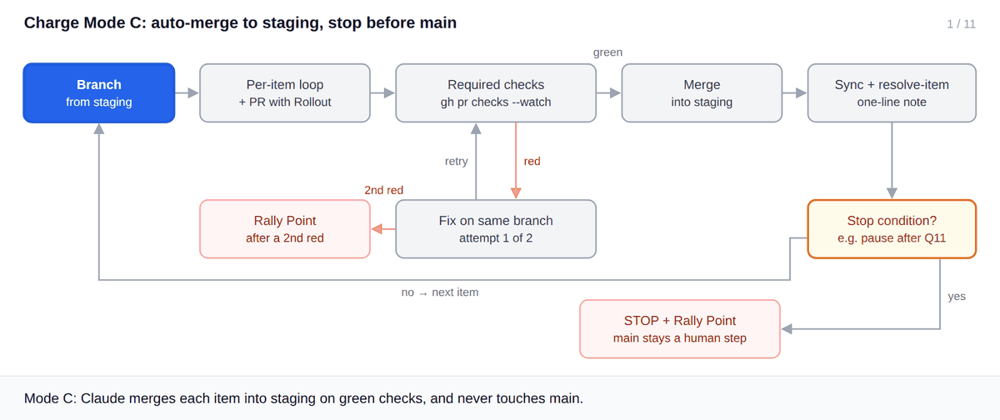 Charge Mode C: auto-merge to staging, stop before main
1 / 11
Branch
from staging
Per-item loop
+ PR with Rollout
Required checks
gh pr checks --watch
green
Merge
into staging
Sync + resolve-item
one-line note
retry
red
2nd red
Rally Point
after a 2nd red
Fix on same branch
attempt 1 of 2
Stop condition?
e.g. pause after Q11
no → next item
yes
STOP + Rally Point
main stays a human step
Mode C: Claude merges each item into staging on green checks, and never touches main.